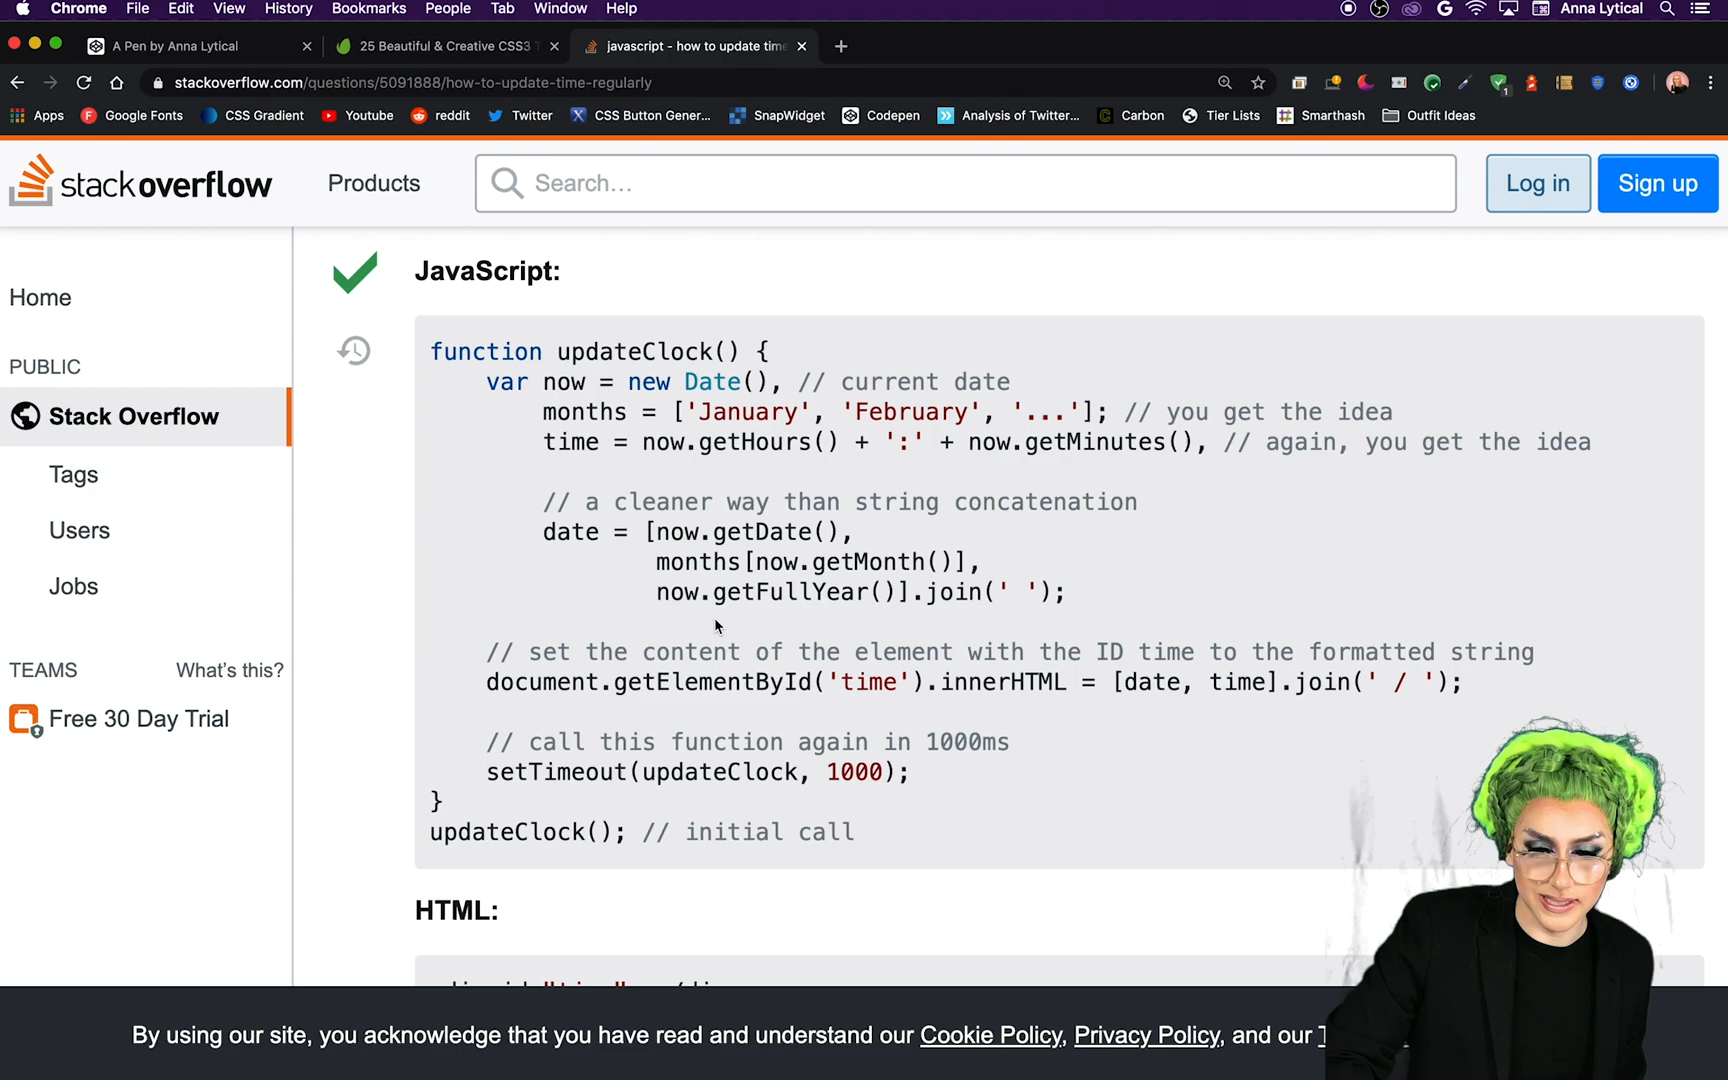 Chrome File Edit View History Bookmarks People Tab Window Help Anna Lytical
A Pen by Anna Lytical 25 Beautiful & Creative CSS3 javascript - how to update time
stackoverflow.com/questions/5091888/how-to-update-time-regularly
Apps Google Fonts CSS Gradient Youtube reddit Twitter CSS Button Gener... SnapWidget Codepen Analysis of Twitter... Carbon Tier Lists Smarthash Outfit Ideas
stackoverflow Products Search... Log in Sign up
JavaScript:
Home
PUBLIC
Stack Overflow
Tags
Users
Jobs
TEAMS What's this?
Free 30 Day Trial
function updateClock() {
var now = new Date(), // current date
months = ['January', 'February', '...']; // you get the idea
time = now.getHours() + ':' + now.getMinutes(), // again, you get the idea
// a cleaner way than string concatenation
date = [now.getDate(),
months[now.getMonth()],
now.getFullYear()].join(' ');
// set the content of the element with the ID time to the formatted string
document.getElementById('time').innerHTML = [date, time].join(' / ');
// call this function again in 1000ms
setTimeout(updateClock, 1000);
}
updateClock(); // initial call
HTML:
By using our site, you acknowledge that you have read and understand our Cookie Policy, Privacy Policy, and our